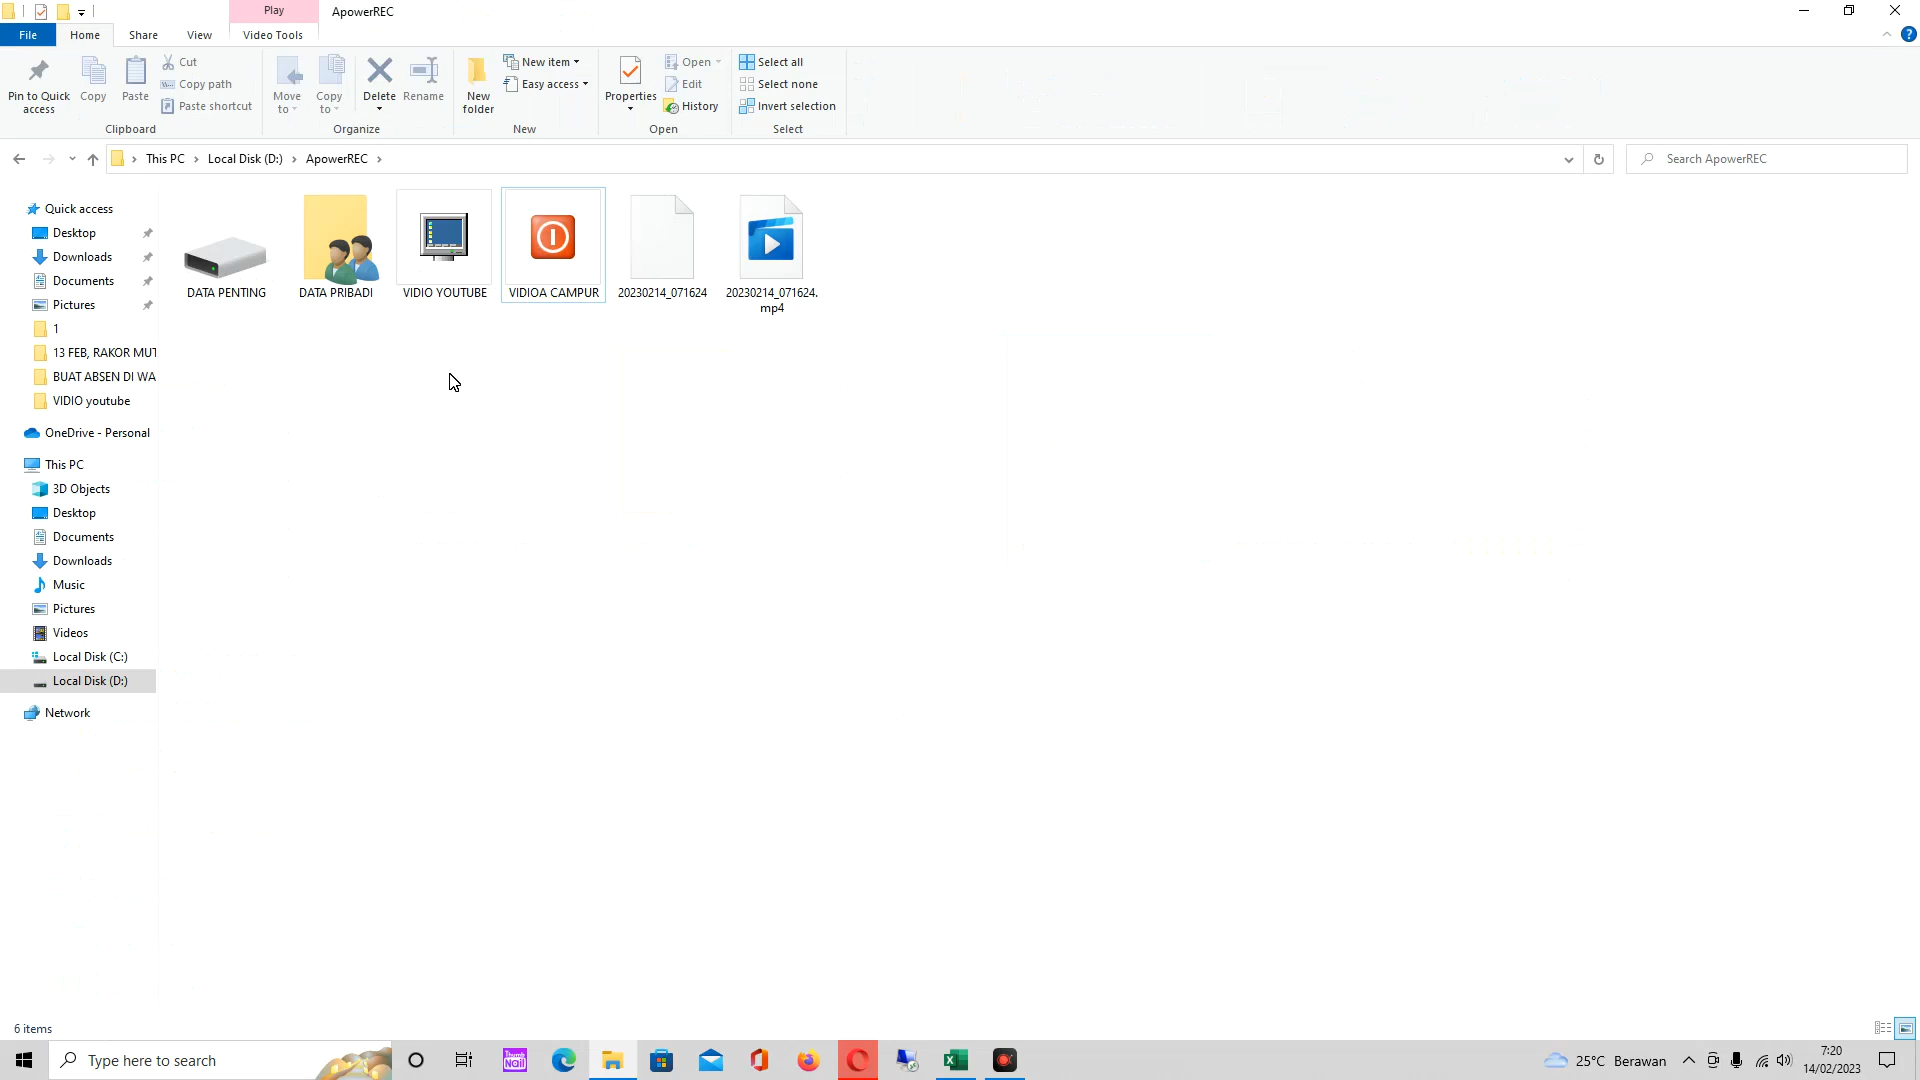 Play
ApowerREC
File
Home
Share
View
Video Tools
Pin to Quick
access
Copy
Paste
Cut
Copy path
Paste shortcut
Clipboard
Move
to
Copy
to
Delete
Rename
Organize
New
folder
New item
Easy access
New
Properties
Open
Edit
History
Open
Select all
Select none
Invert selection
Select
This PC
Local Disk (D:)
ApowerREC
Search ApowerREC
Quick access
Desktop
Downloads
Documents
Pictures
1
13 FEB, RAKOR MUT
BUAT ABSEN DI WA
VIDIO youtube
OneDrive - Personal
This PC
3D Objects
Desktop
Documents
Downloads
Music
Pictures
Videos
Local Disk (C:)
Local Disk (D:)
Network
DATA PENTING
DATA PRIBADI
VIDIO YOUTUBE
VIDIOA CAMPUR
20230214_071624
20230214_071624.
mp4
6 items
Type here to search
Thumb
Nail
25°C Berawan
7:20
14/02/2023